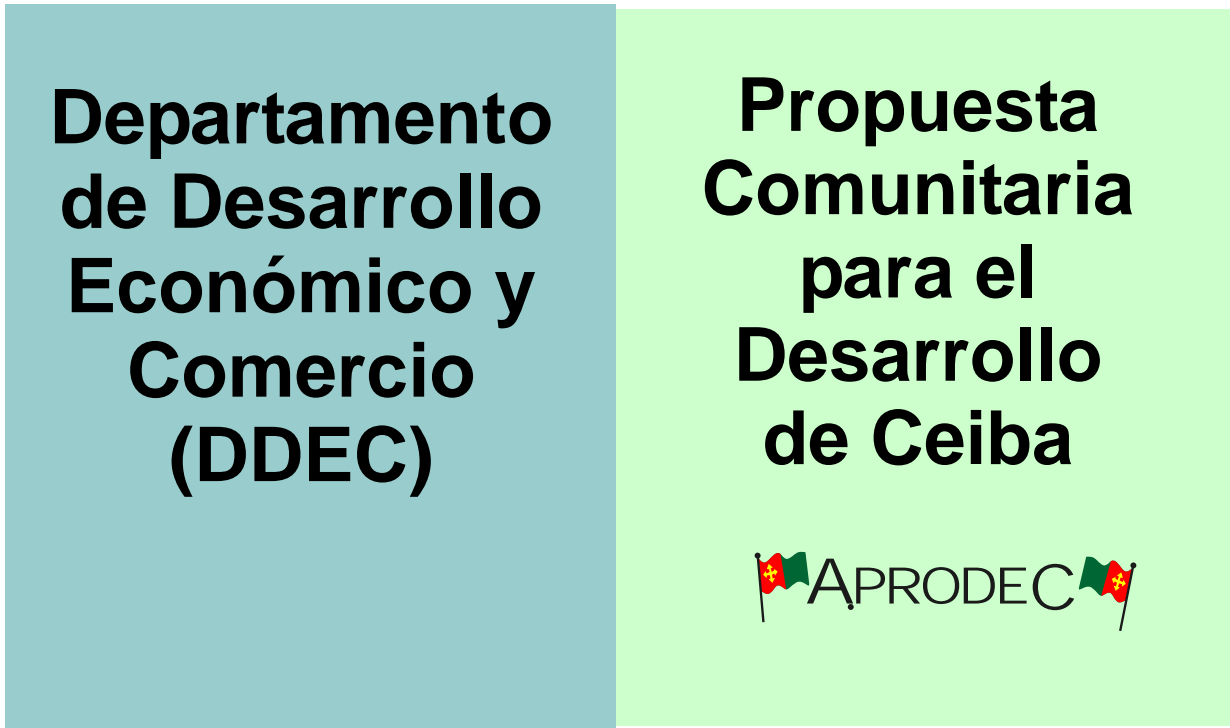 Departamento
de Desarrollo
Económico y
Comercio
(DDEC)
Propuesta
Comunitaria
para el
Desarrollo
de Ceiba
APRODEC